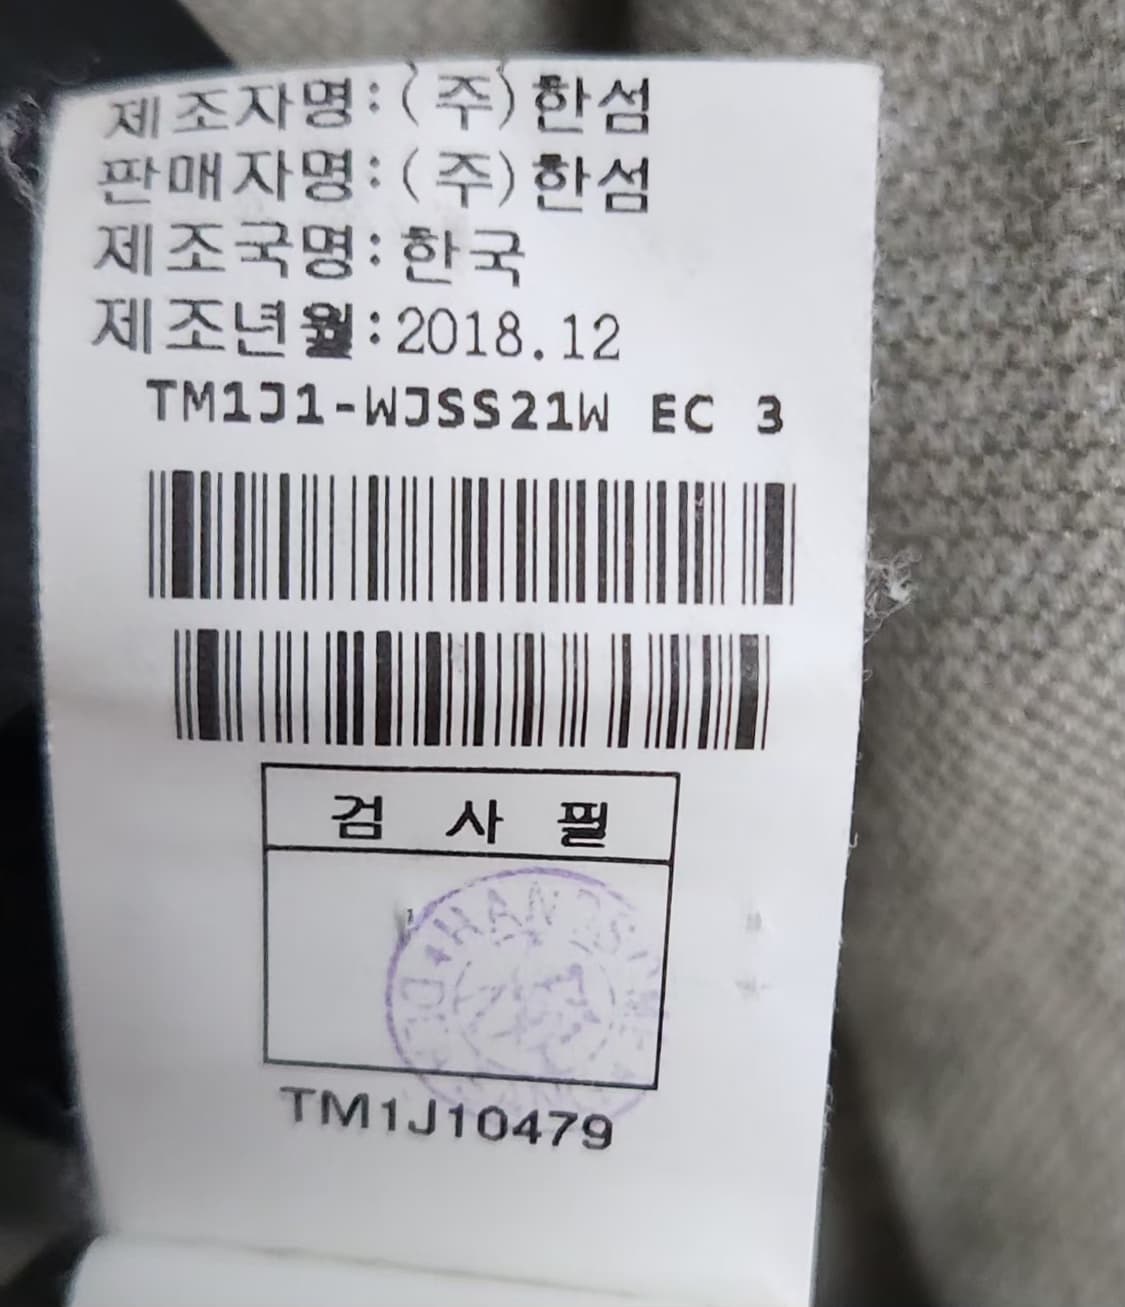 제조자명:(주)한섬
판매자명:(주)한섬
제조국명:한국
제조년월:2018.12
TM1J1-WJSS21W EC 3
검 사 필
TM1J10479